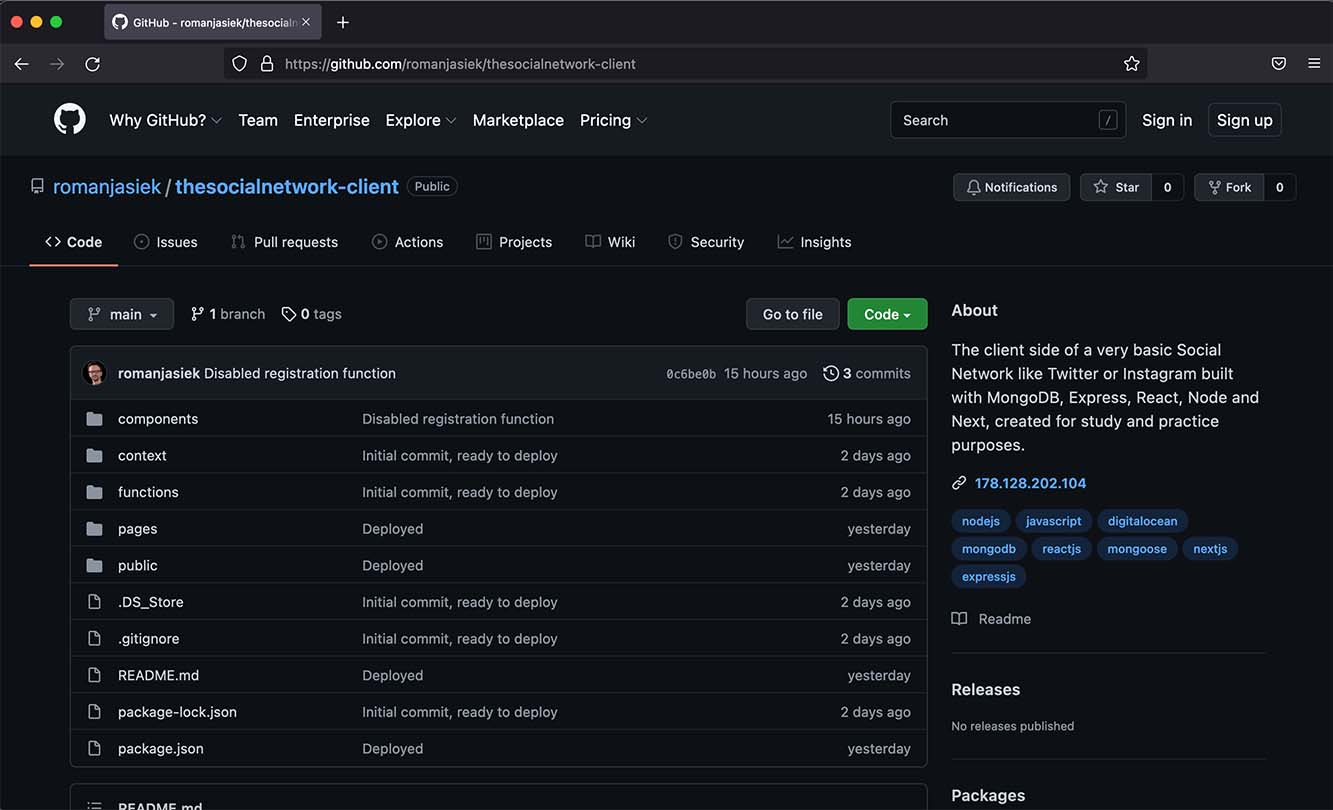 GitHub - romanjasiek/thesocialn
https://github.com/romanjasiek/thesocialnetwork-client
Why GitHub? Team Enterprise Explore Marketplace Pricing Search / Sign in Sign up
romanjasiek / thesocialnetwork-client Public Notifications Star 0 Fork 0
Code Issues Pull requests Actions Projects Wiki Security Insights
main 1 branch 0 tags Go to file Code
romanjasiek Disabled registration function 0c6be0b 15 hours ago 3 commits
components Disabled registration function 15 hours ago
context Initial commit, ready to deploy 2 days ago
functions Initial commit, ready to deploy 2 days ago
pages Deployed yesterday
public Deployed yesterday
.DS_Store Initial commit, ready to deploy 2 days ago
.gitignore Initial commit, ready to deploy 2 days ago
README.md Deployed yesterday
package-lock.json Initial commit, ready to deploy 2 days ago
package.json Deployed yesterday
README.md
About
The client side of a very basic Social
Network like Twitter or Instagram built
with MongoDB, Express, React, Node and
Next, created for study and practice
purposes.
178.128.202.104
nodejs javascript digitalocean
mongodb reactjs mongoose nextjs
expressjs
Readme
Releases
No releases published
Packages